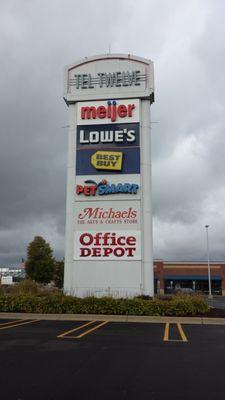 TEL TWELVE
meijer
LOWE'S
BEST
BUY
PETSMART
Michaels
THE ARTS & CRAFTS STORE
Office
DEPOT